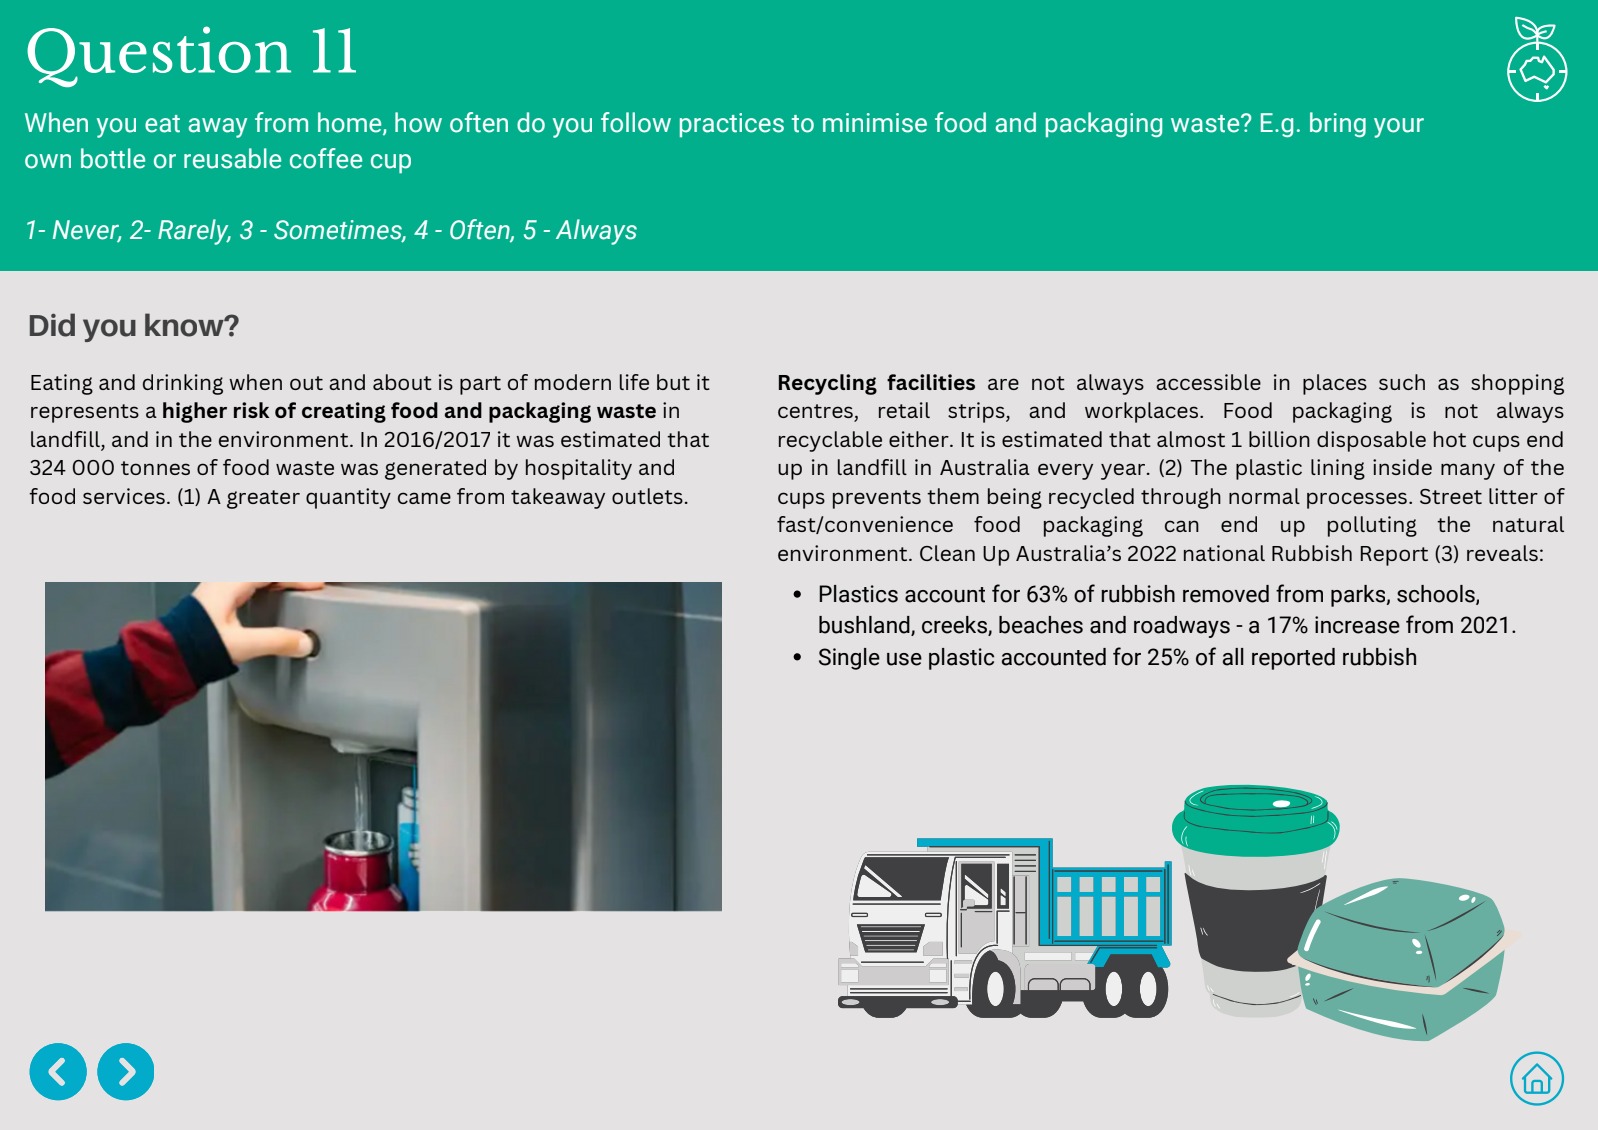 Question 11
When you eat away from home, how often do you follow practices to minimise food and packaging waste? E.g. bring your
own bottle or reusable coffee cup
1- Never, 2- Rarely, 3 - Sometimes, 4 - Often, 5 - Always
Did you know?
Eating and drinking when out and about is part of modern life but it
represents a higher risk of creating food and packaging waste in
landfill, and in the environment. In 2016/2017 it was estimated that
324 000 tonnes of food waste was generated by hospitality and
food services. (1) A greater quantity came from takeaway outlets.
Recycling facilities are not always accessible in places such as shopping
centres, retail strips, and workplaces. Food packaging is not always
recyclable either. It is estimated that almost 1 billion disposable hot cups end
up in landfill in Australia every year. (2) The plastic lining inside many of the
cups prevents them being recycled through normal processes. Street litter of
fast/convenience food packaging can end up polluting the natural
environment. Clean Up Australia’s 2022 national Rubbish Report (3) reveals:
• Plastics account for 63% of rubbish removed from parks, schools,
bushland, creeks, beaches and roadways - a 17% increase from 2021.
• Single use plastic accounted for 25% of all reported rubbish